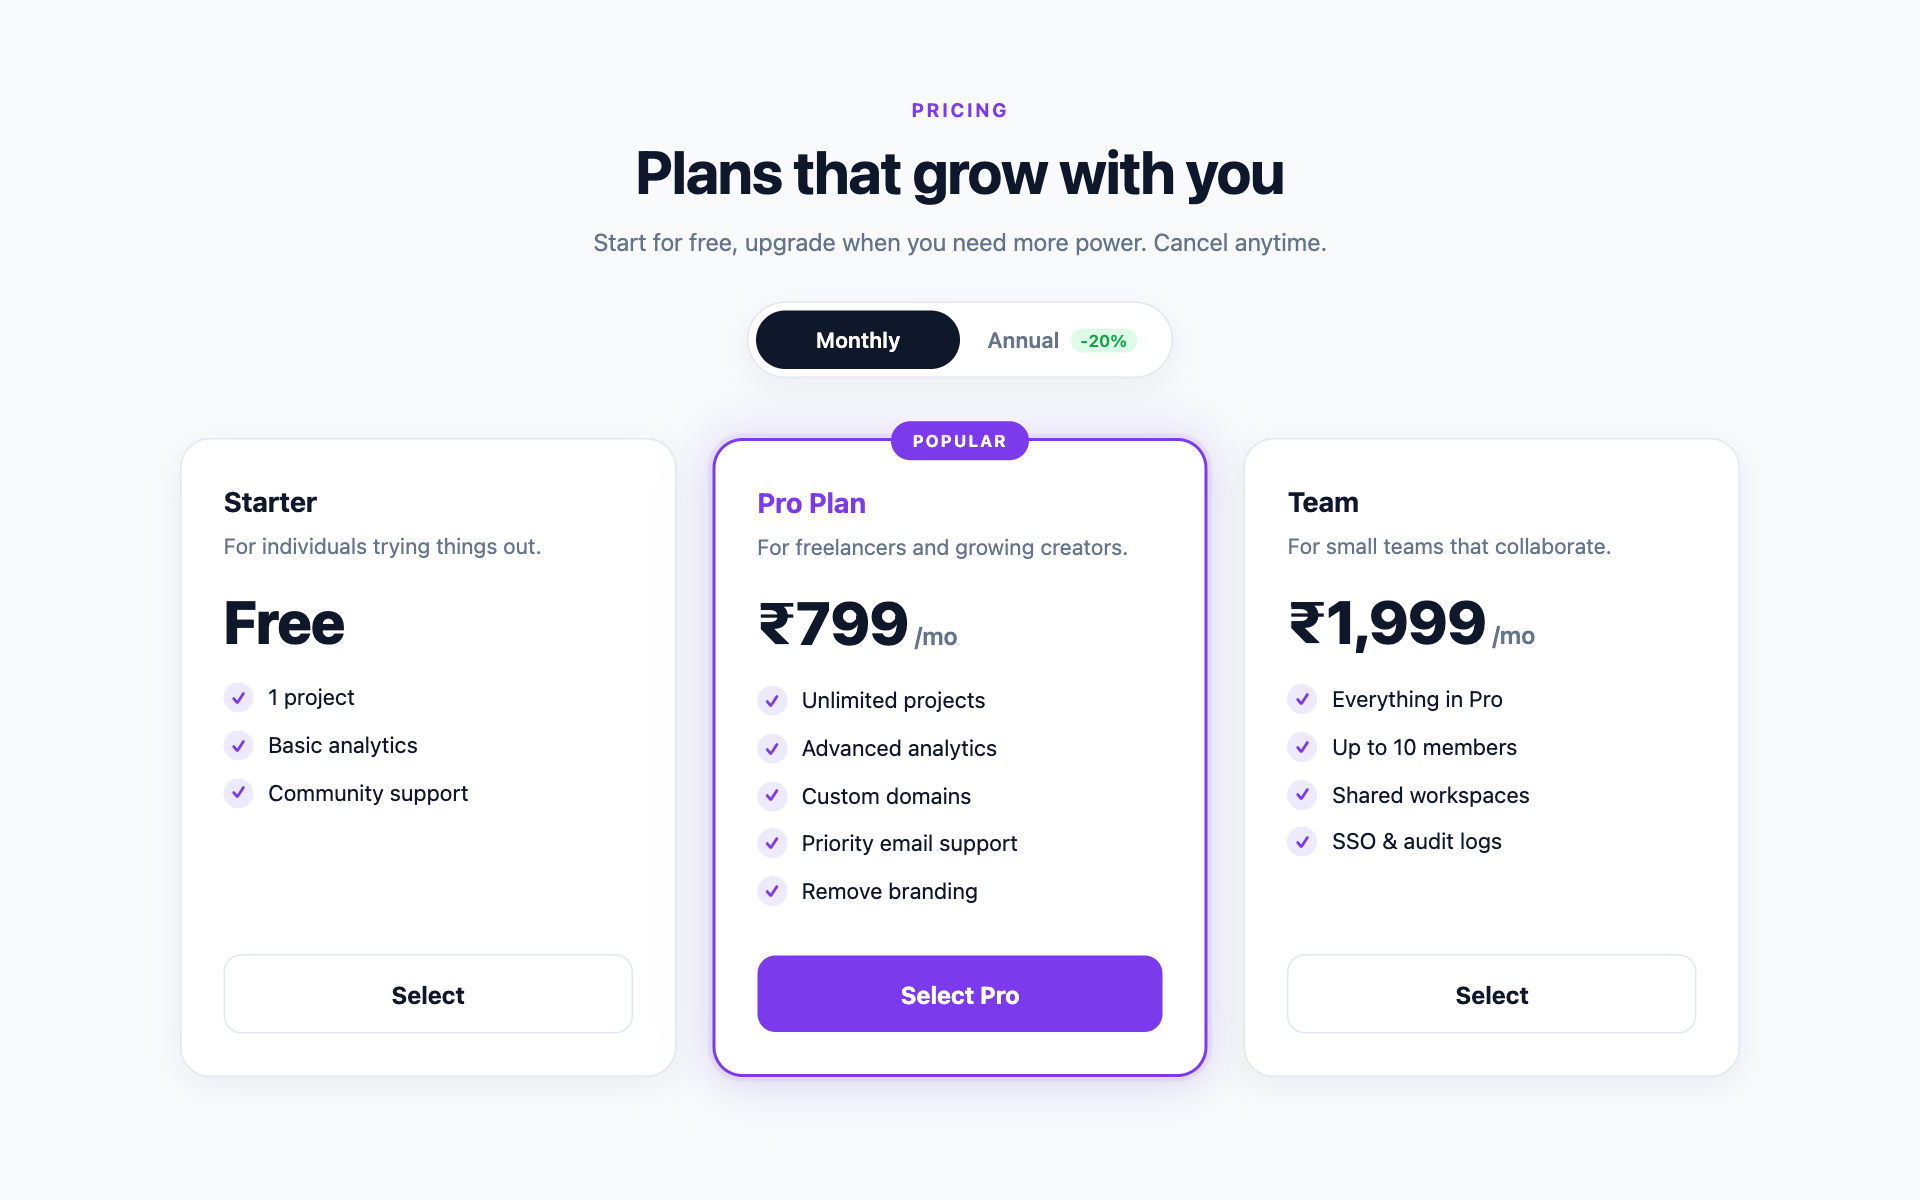 PRICING
Plans that grow with you
Start for free, upgrade when you need more power. Cancel anytime.
Monthly
Annual -20%
Starter
For individuals trying things out.
Free
1 project
Basic analytics
Community support
Select
POPULAR
Pro Plan
For freelancers and growing creators.
₹799 /mo
Unlimited projects
Advanced analytics
Custom domains
Priority email support
Remove branding
Select Pro
Team
For small teams that collaborate.
₹1,999 /mo
Everything in Pro
Up to 10 members
Shared workspaces
SSO & audit logs
Select